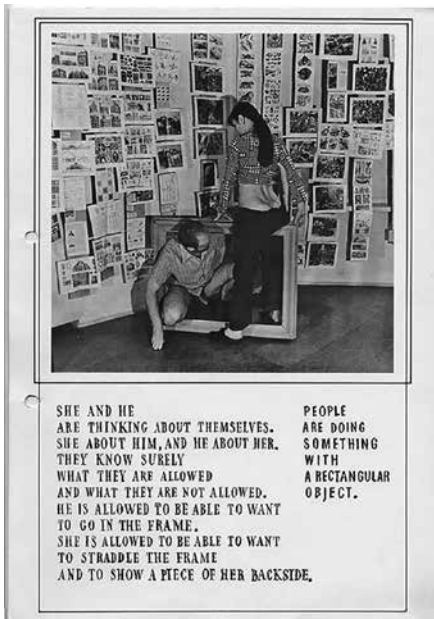 SHE AND HE
ARE THINKING ABOUT THEMSELVES.
SHE ABOUT HIM, AND HE ABOUT HER.
THEY KNOW SURELY
WHAT THEY ARE ALLOWED
AND WHAT THEY ARE NOT ALLOWED.
HE IS ALLOWED TO BE ABLE TO WANT
TO GO IN THE FRAME.
SHE IS ALLOWED TO BE ABLE TO WANT
TO STRADDLE THE FRAME
AND TO SHOW A PIECE OF HER BACKSIDE.
PEOPLE
ARE DOING
SOMETHING
WITH
A RECTANGULAR
OBJECT.